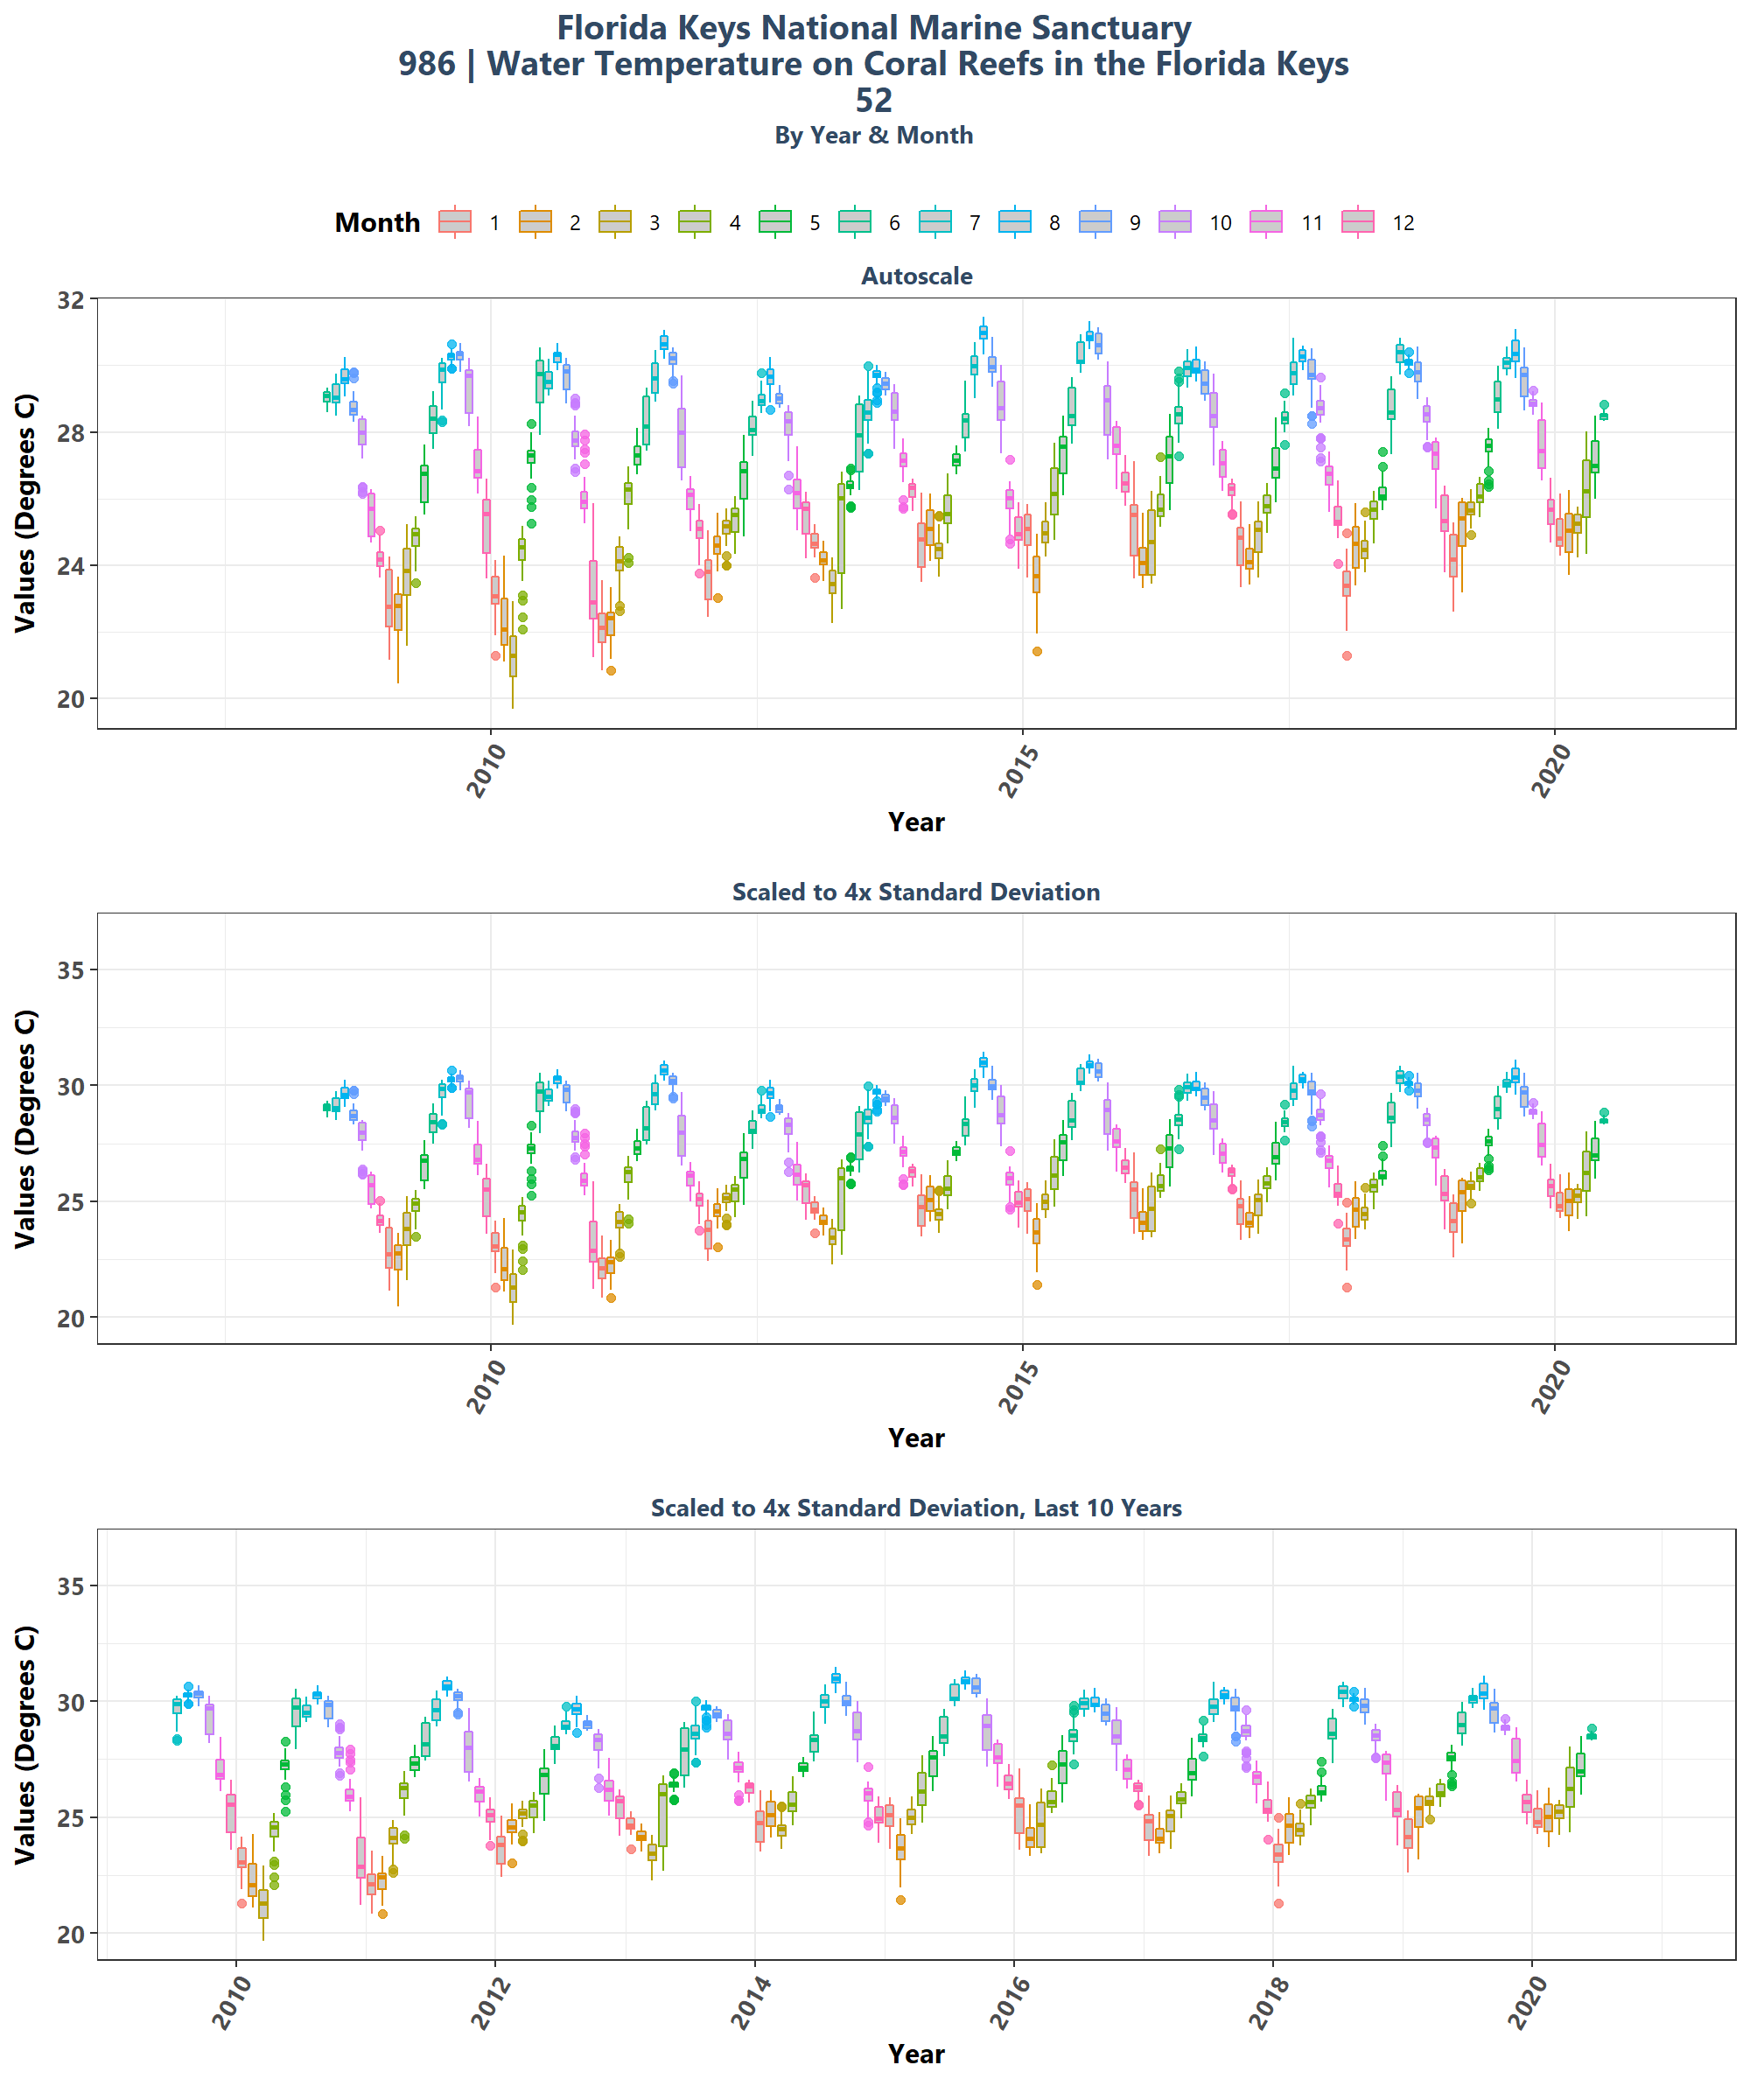 Florida Keys National Marine Sanctuary
986 | Water Temperature on Coral Reefs in the Florida Keys
52
By Year & Month
Month 1 2 3 4 5 6 7 8 9 10 11 12
Autoscale
Values (Degrees C)
32
28
24
20
2010 2015 2020
Year
Scaled to 4x Standard Deviation
Values (Degrees C)
35
30
25
20
2010 2015 2020
Year
Scaled to 4x Standard Deviation, Last 10 Years
Values (Degrees C)
35
30
25
20
2010 2012 2014 2016 2018 2020
Year